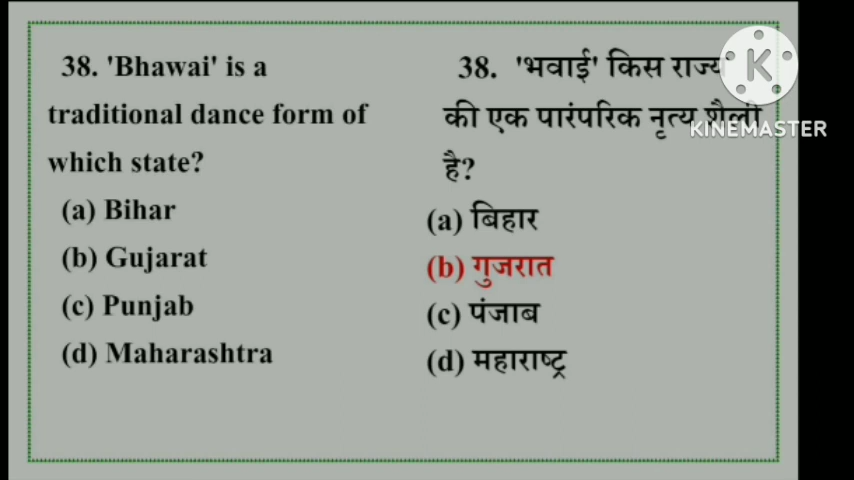 38. 'Bhawai' is a
traditional dance form of
which state?
(a) Bihar
(b) Gujarat
(c) Punjab
(d) Maharashtra
38. 'भवाई' किस राज्य
की एक पारंपरिक नृत्य शैली
है?
(a) बिहार
(b) गुजरात
(c) पंजाब
(d) महाराष्ट्र
K
KINEMASTER